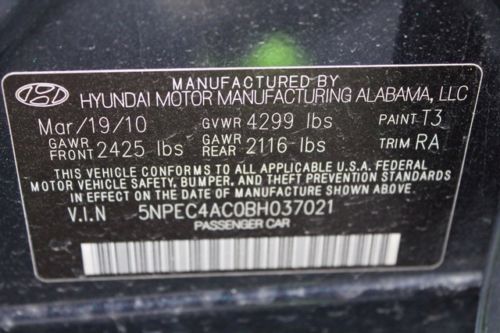 MANUFACTURED BY
HYUNDAI MOTOR MANUFACTURING ALABAMA, LLC
Mar/19/10 GVWR 4299 lbs PAINT T3
GAWR FRONT 2425 lbs GAWR REAR 2116 lbs TRIM RA
THIS VEHICLE CONFORMS TO ALL APPLICABLE U.S.A. FEDERAL
MOTOR VEHICLE SAFETY, BUMPER, AND THEFT PREVENTION STANDARDS
IN EFFECT ON THE DATE OF MANUFACTURE SHOWN ABOVE.
V.I.N 5NPEC4AC0BH037021
PASSENGER CAR